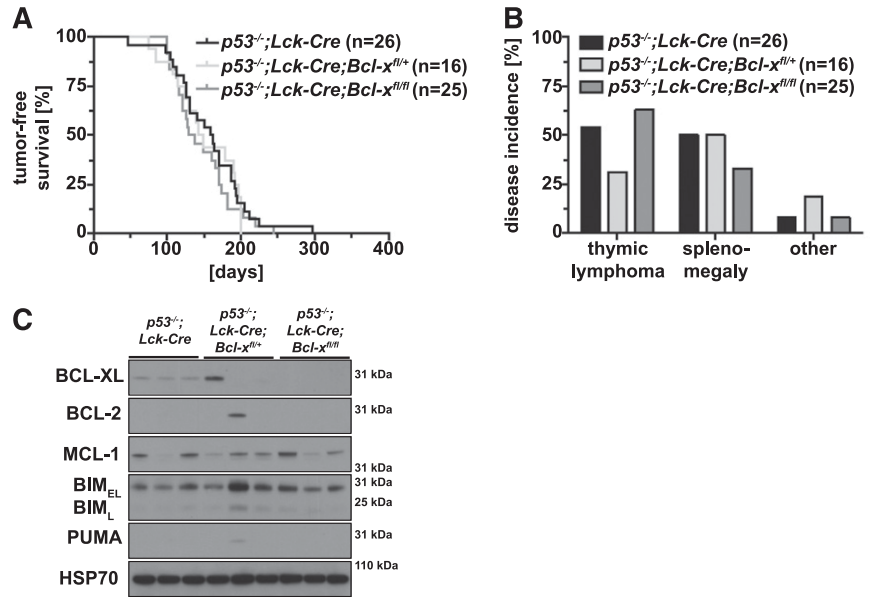 A
tumor-free
survival [%]
100
75
50
25
0
0
100
200
300
400
[days]
p53-/-;Lck-Cre (n=26)
p53-/-;Lck-Cre;Bcl-xfl/+ (n=16)
p53-/-;Lck-Cre;Bcl-xfl/fl (n=25)
B
disease incidence [%]
100
75
50
25
0
p53-/-;Lck-Cre (n=26)
p53-/-;Lck-Cre;Bcl-xfl/+ (n=16)
p53-/-;Lck-Cre;Bcl-xfl/fl (n=25)
thymic
lymphoma
spleno-
megaly
other
C
p53-/-;
Lck-Cre
p53-/-;
Lck-Cre;
Bcl-xfl/+
p53-/-;
Lck-Cre;
Bcl-xfl/fl
BCL-XL
31 kDa
BCL-2
31 kDa
MCL-1
31 kDa
BIMEL
31 kDa
BIML
25 kDa
PUMA
31 kDa
HSP70
110 kDa